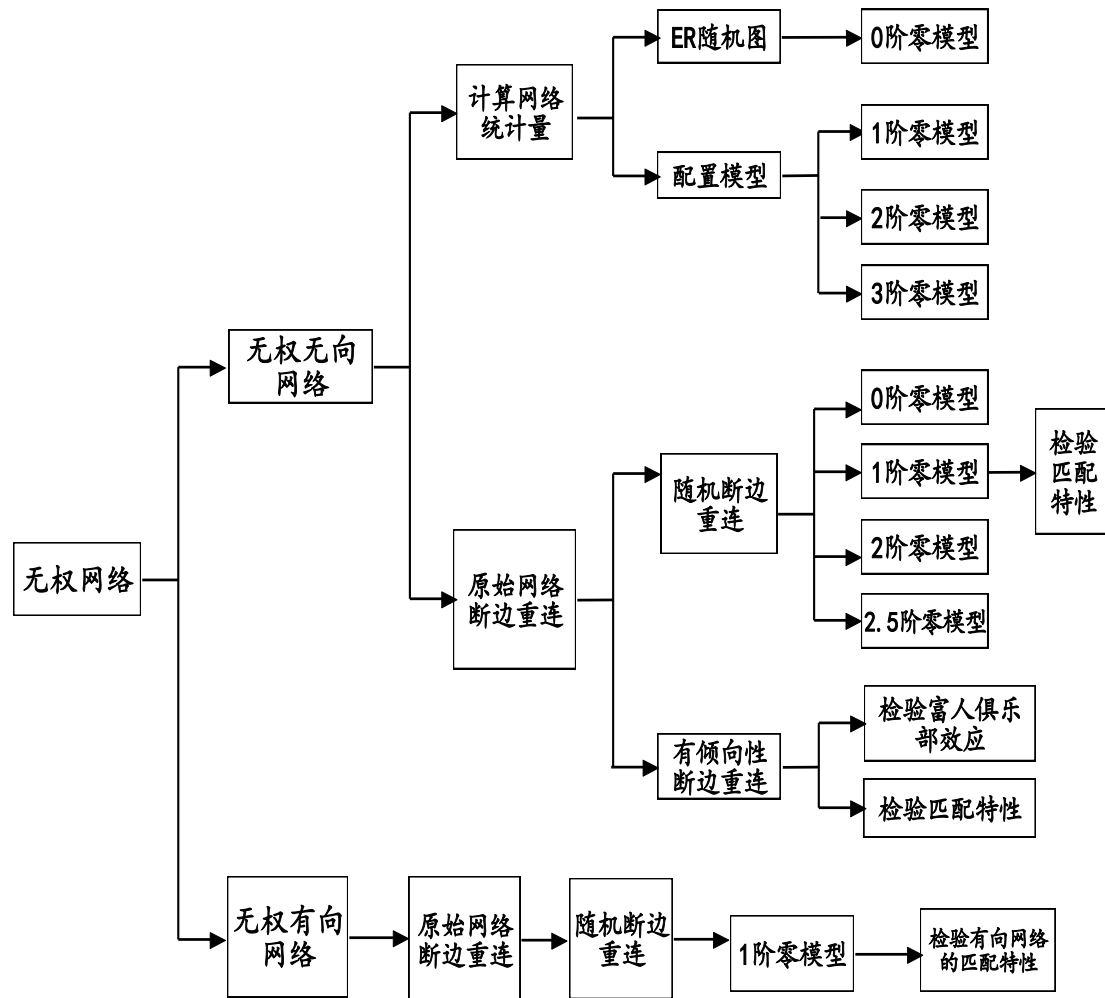 ER随机图
0阶零模型
计算网络
统计量
1阶零模型
配置模型
2阶零模型
3阶零模型
无权无向
网络
0阶零模型
随机断边
重连
1阶零模型
检验
匹配
特性
2阶零模型
2.5阶零模型
无权网络
原始网络
断边重连
检验富人俱乐
部效应
有倾向性
断边重连
检验匹配特性
无权有向
网络
原始网络
断边重连
随机断边
重连
1阶零模型
检验有向网络
的匹配特性